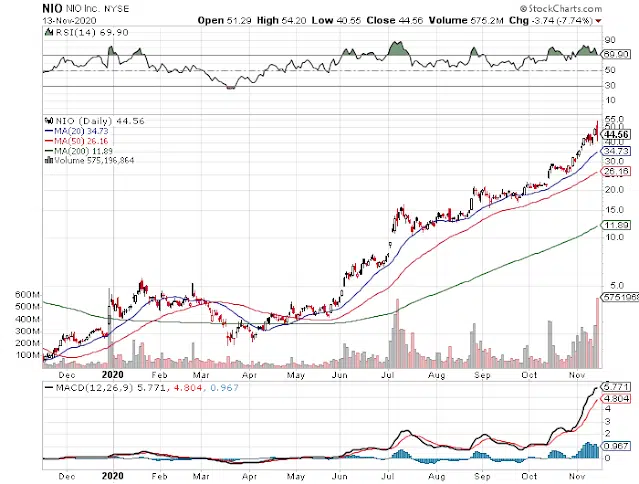 NIO NIO Inc. NYSE © StockCharts.com
13-Nov-2020 Open 51.29 High 54.20 Low 40.55 Close 44.56 Volume 575.2M Chg -3.74 (-7.74%)
RSI(14) 69.90
90
69.90
50
30
10
NIO (Daily) 44.56
MA(20) 34.73
MA(50) 26.16
MA(200) 11.89
Volume 575,196,864
55.0
50.0
44.56
40.0
34.73
30.0
26.16
20.0
15.0
11.89
10.0
5.0
5751968
600M
500M
400M
300M
200M
100M
Dec 2020 Feb Mar Apr May Jun Jul Aug Sep Oct Nov
MACD(12,26,9) 5.771, 4.804, 0.967
5.771
4.804
4
3
2
0.967
0
Dec 2020 Feb Mar Apr May Jun Jul Aug Sep Oct Nov